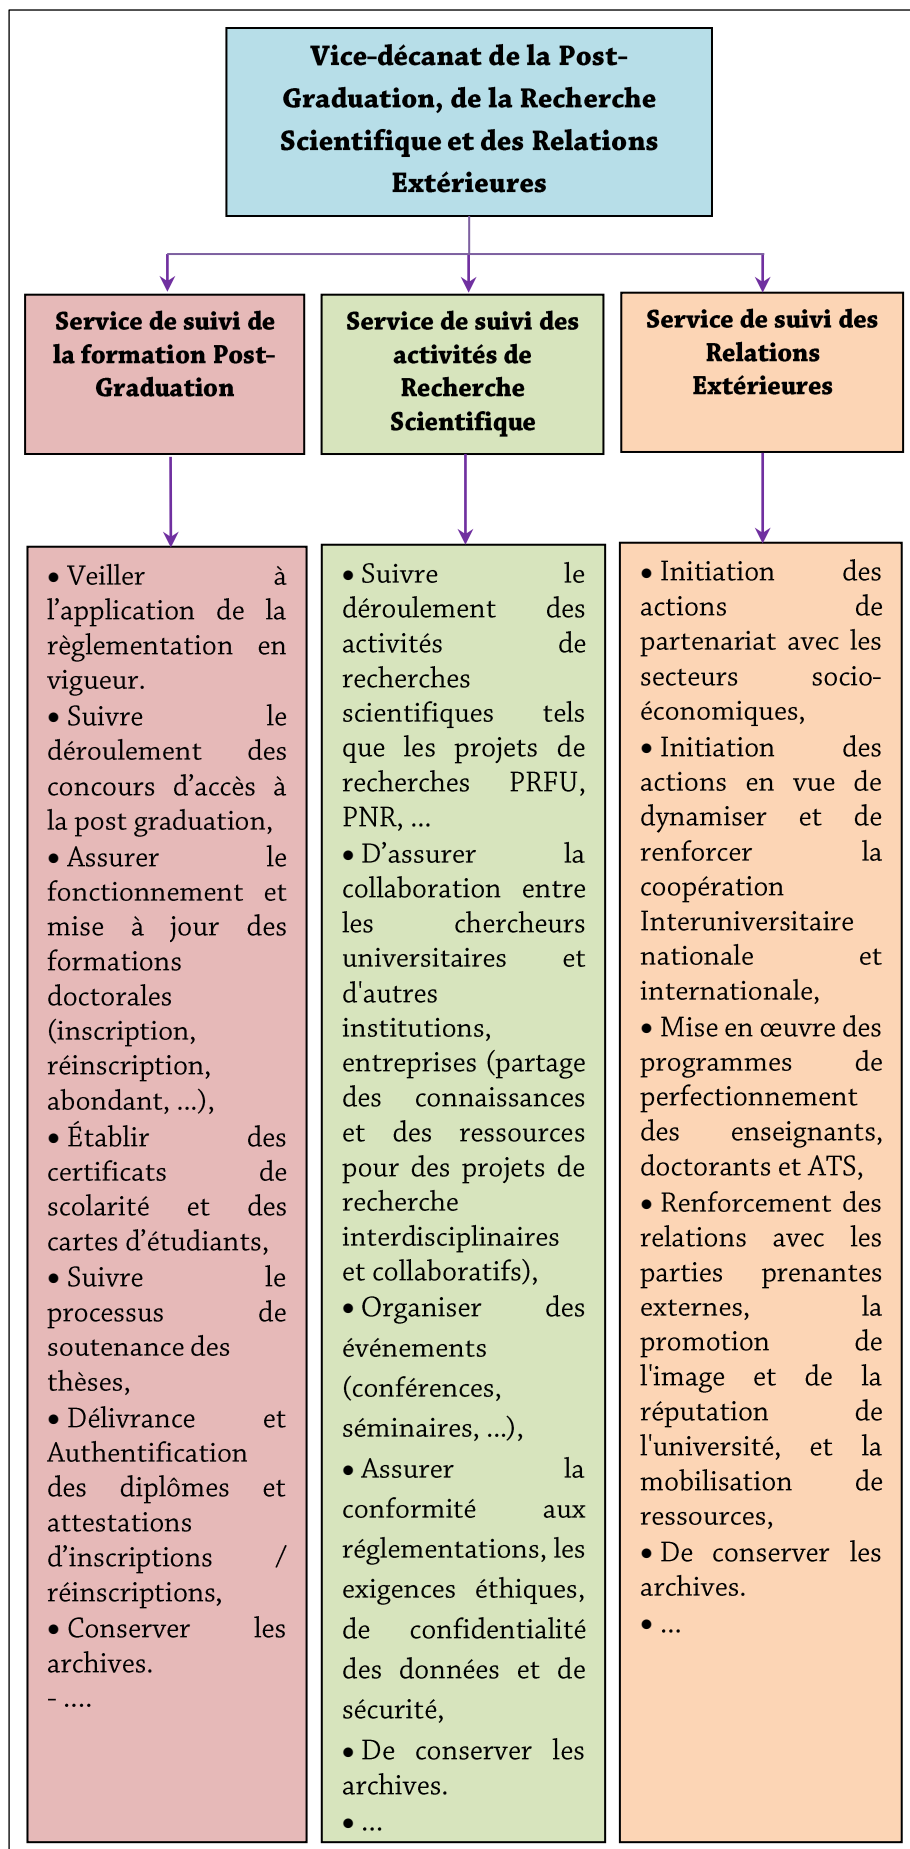 Vice-décanat de la Post-
Graduation, de la Recherche
Scientifique et des Relations
Extérieures
Service de suivi de
la formation Post-
Graduation
Service de suivi des
activités de
Recherche
Scientifique
Service de suivi des
Relations
Extérieures
• Veiller à
l’application de la
règlementation en
vigueur.
• Suivre le
déroulement des
concours d’accès à
la post graduation,
• Assurer le
fonctionnement et
mise à jour des
formations
doctorales
(inscription,
réinscription,
abondant, ...),
• Établir des
certificats de
scolarité et des
cartes d’étudiants,
• Suivre le
processus de
soutenance des
thèses,
• Délivrance et
Authentification
des diplômes et
attestations
d’inscriptions /
réinscriptions,
• Conserver les
archives.
- ....
• Suivre le
déroulement des
activités de
recherches
scientifiques tels
que les projets de
recherches PRFU,
PNR, ...
• D’assurer la
collaboration entre
les chercheurs
universitaires et
d'autres
institutions,
entreprises (partage
des connaissances
et des ressources
pour des projets de
recherche
interdisciplinaires
et collaboratifs),
• Organiser des
événements
(conférences,
séminaires, ...),
• Assurer la
conformité aux
réglementations, les
exigences éthiques,
de confidentialité
des données et de
sécurité,
• De conserver les
archives.
• ...
• Initiation des
actions de
partenariat avec les
secteurs socio-
économiques,
• Initiation des
actions en vue de
dynamiser et de
renforcer la
coopération
Interuniversitaire
nationale et
internationale,
• Mise en œuvre des
programmes de
perfectionnement
des enseignants,
doctorants et ATS,
• Renforcement des
relations avec les
parties prenantes
externes, la
promotion de
l'image et de la
réputation de
l'université, et la
mobilisation de
ressources,
• De conserver les
archives.
• ...